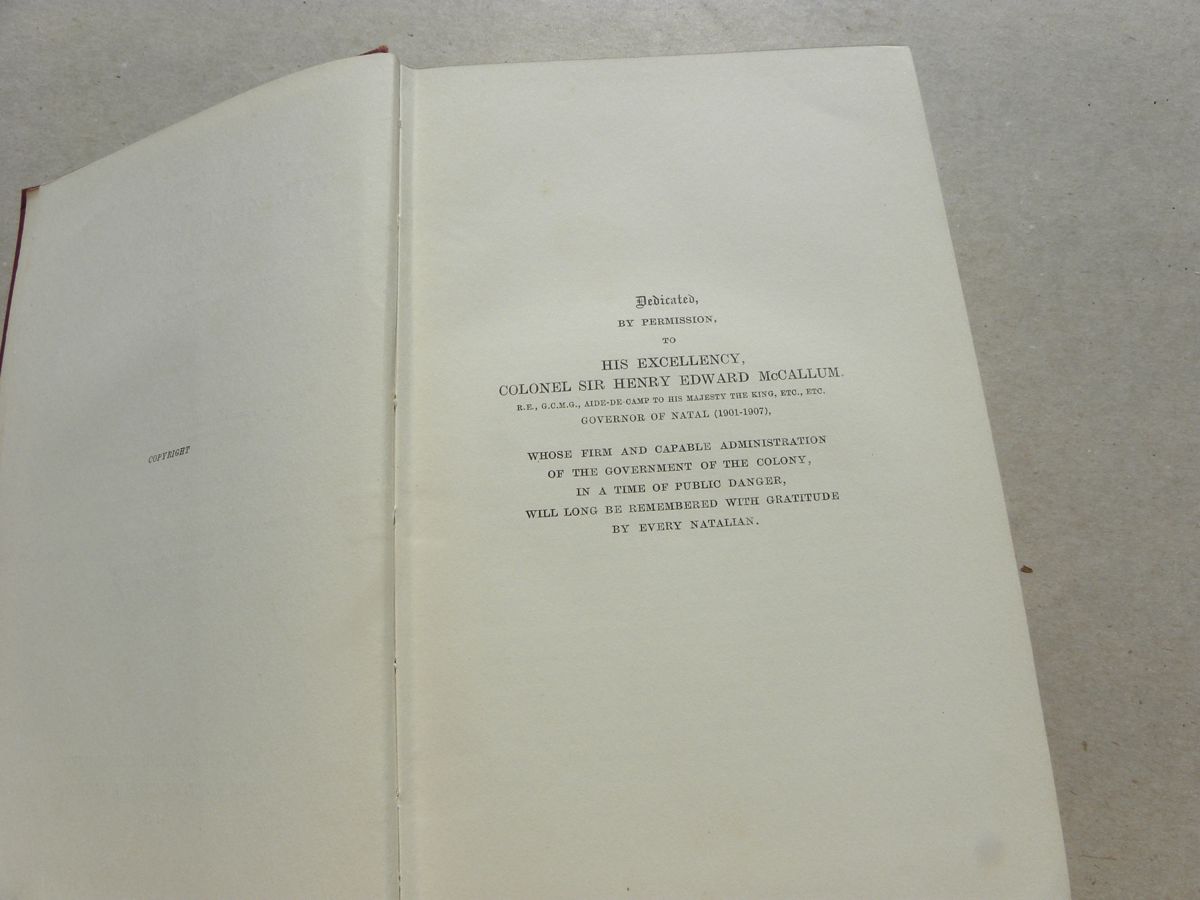 COPYRIGHT
Dedicated,
BY PERMISSION,
TO
HIS EXCELLENCY,
COLONEL SIR HENRY EDWARD McCALLUM,
R.E., G.C.M.G., AIDE-DE-CAMP TO HIS MAJESTY THE KING, ETC., ETC.
GOVERNOR OF NATAL (1901-1907),
WHOSE FIRM AND CAPABLE ADMINISTRATION
OF THE GOVERNMENT OF THE COLONY,
IN A TIME OF PUBLIC DANGER,
WILL LONG BE REMEMBERED WITH GRATITUDE
BY EVERY NATALIAN.